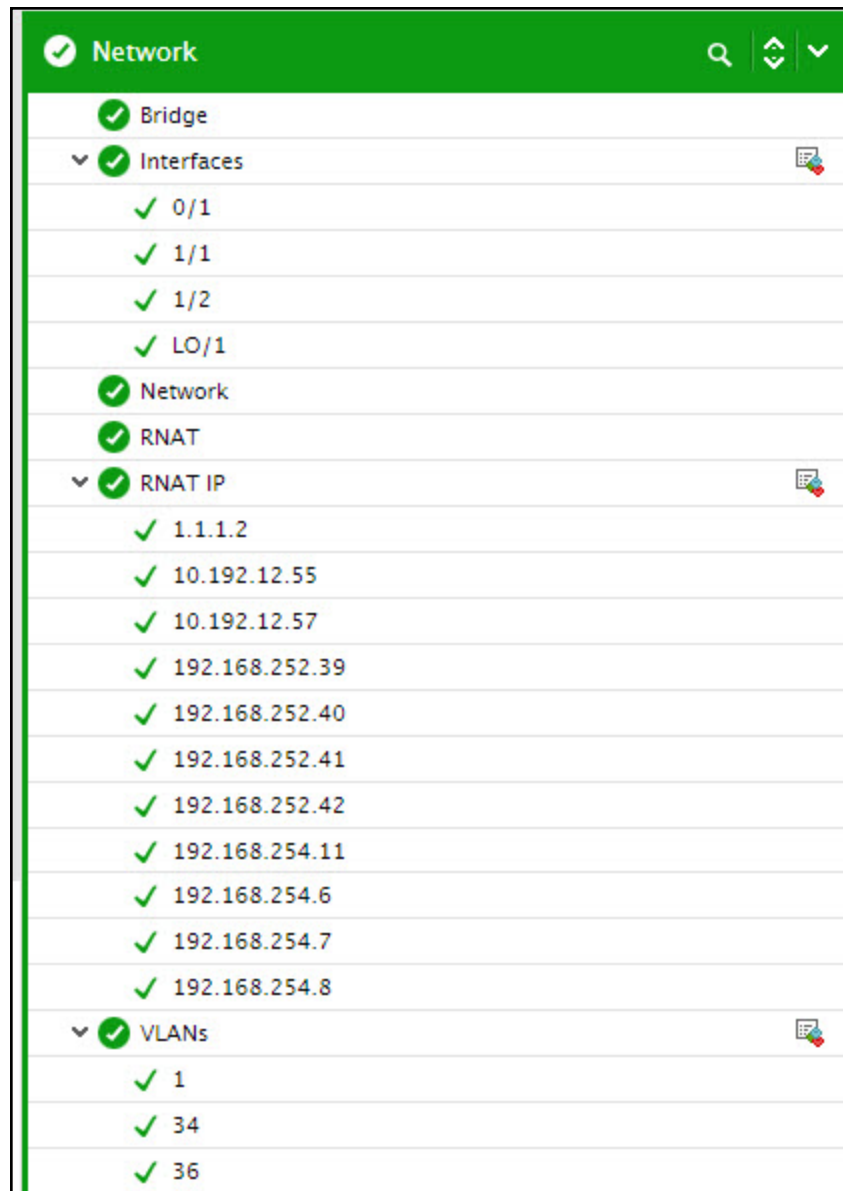 Network
Bridge
Interfaces
0/1
1/1
1/2
LO/1
Network
RNAT
RNAT IP
1.1.1.2
10.192.12.55
10.192.12.57
192.168.252.39
192.168.252.40
192.168.252.41
192.168.252.42
192.168.254.11
192.168.254.6
192.168.254.7
192.168.254.8
VLANs
1
34
36